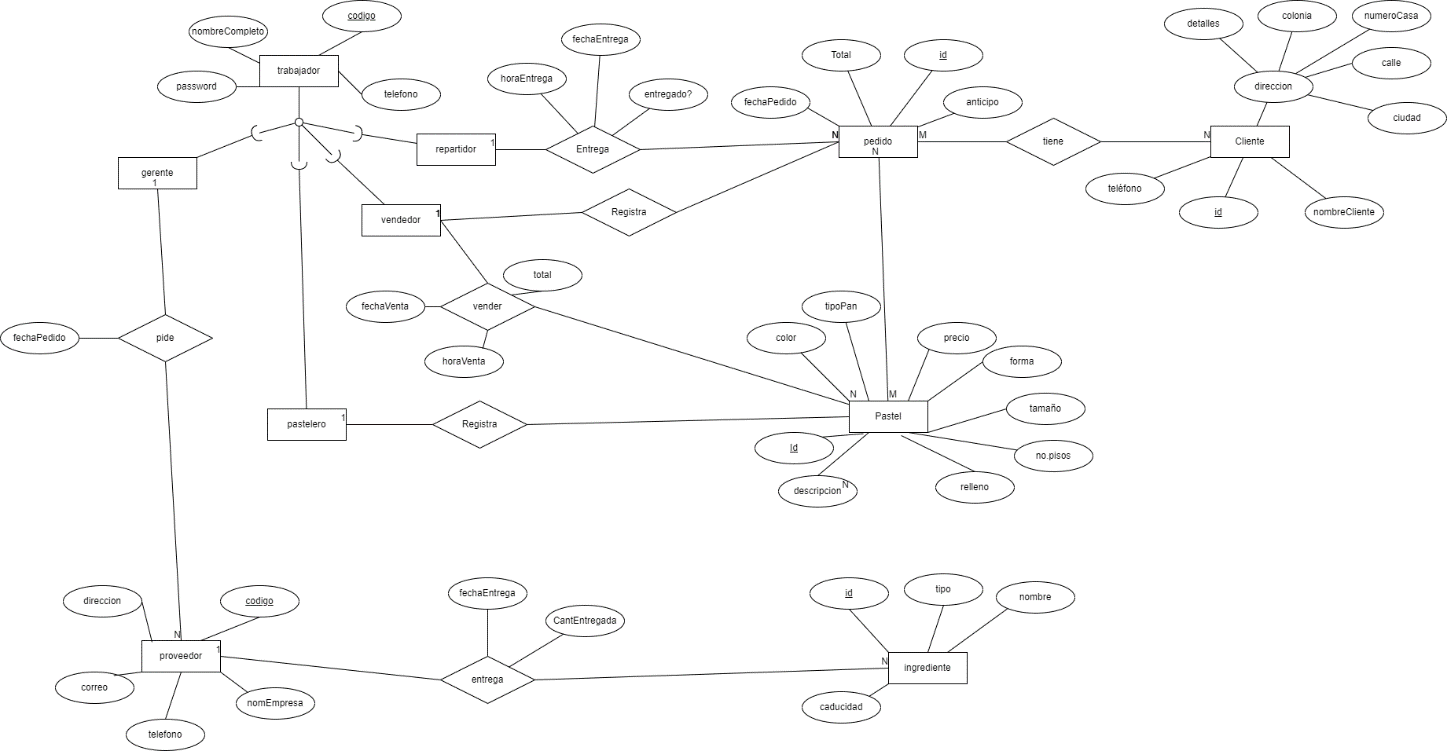 codigo
nombreCompleto
trabajador
password
telefono
fechaEntrega
horaEntrega
entregado?
Total
id
fechaPedido
anticipo
detalles
colonia
numeroCasa
calle
direccion
ciudad
repartidor
1
Entrega
N
pedido
M
N
tiene
N
Cliente
gerente
1
teléfono
id
nombreCliente
vendedor
1
Registra
total
fechaVenta
vender
horaVenta
fechaPedido
pide
tipoPan
color
precio
forma
N
M
Pastel
tamaño
pastelero
1
Registra
Id
no.pisos
descripcion
N
relleno
direccion
codigo
fechaEntrega
CantEntregada
id
tipo
nombre
N
proveedor
1
entrega
N
ingrediente
correo
nomEmpresa
telefono
caducidad